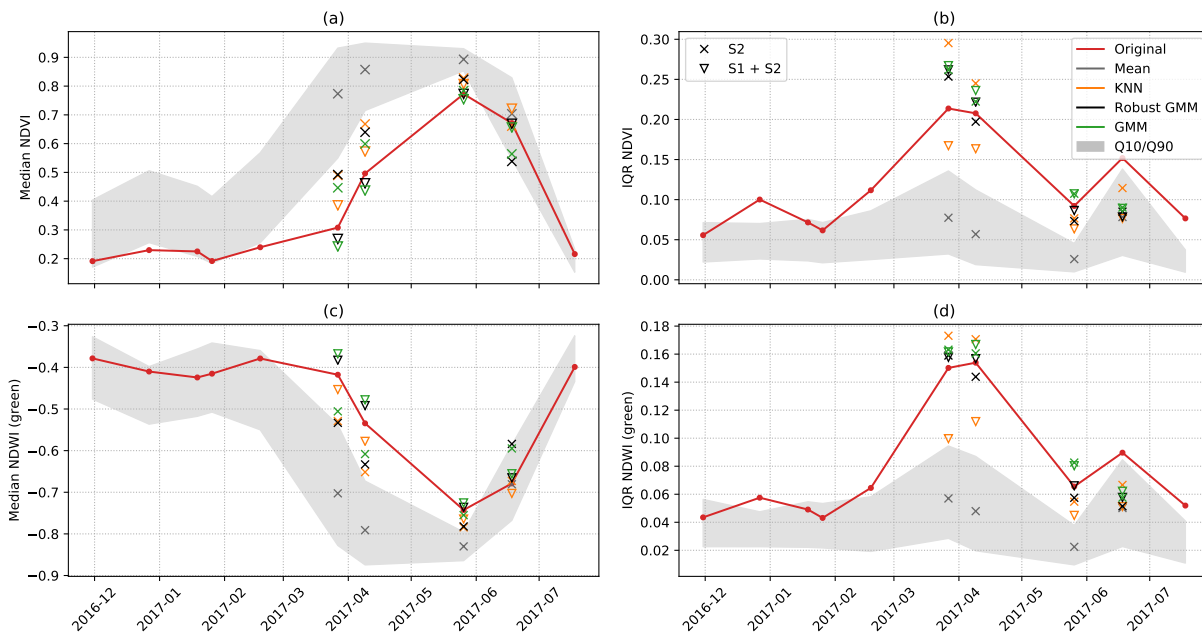 (a)
Median NDVI
0.9
0.8
0.7
0.6
0.5
0.4
0.3
0.2
(b)
IQR NDVI
0.30
0.25
0.20
0.15
0.10
0.05
0.00
S2
S1 + S2
Original
Mean
KNN
Robust GMM
GMM
Q10/Q90
(c)
Median NDWI (green)
−0.3
−0.4
−0.5
−0.6
−0.7
−0.8
−0.9
2016-12
2017-01
2017-02
2017-03
2017-04
2017-05
2017-06
2017-07
(d)
IQR NDWI (green)
0.18
0.16
0.14
0.12
0.10
0.08
0.06
0.04
0.02
2016-12
2017-01
2017-02
2017-03
2017-04
2017-05
2017-06
2017-07